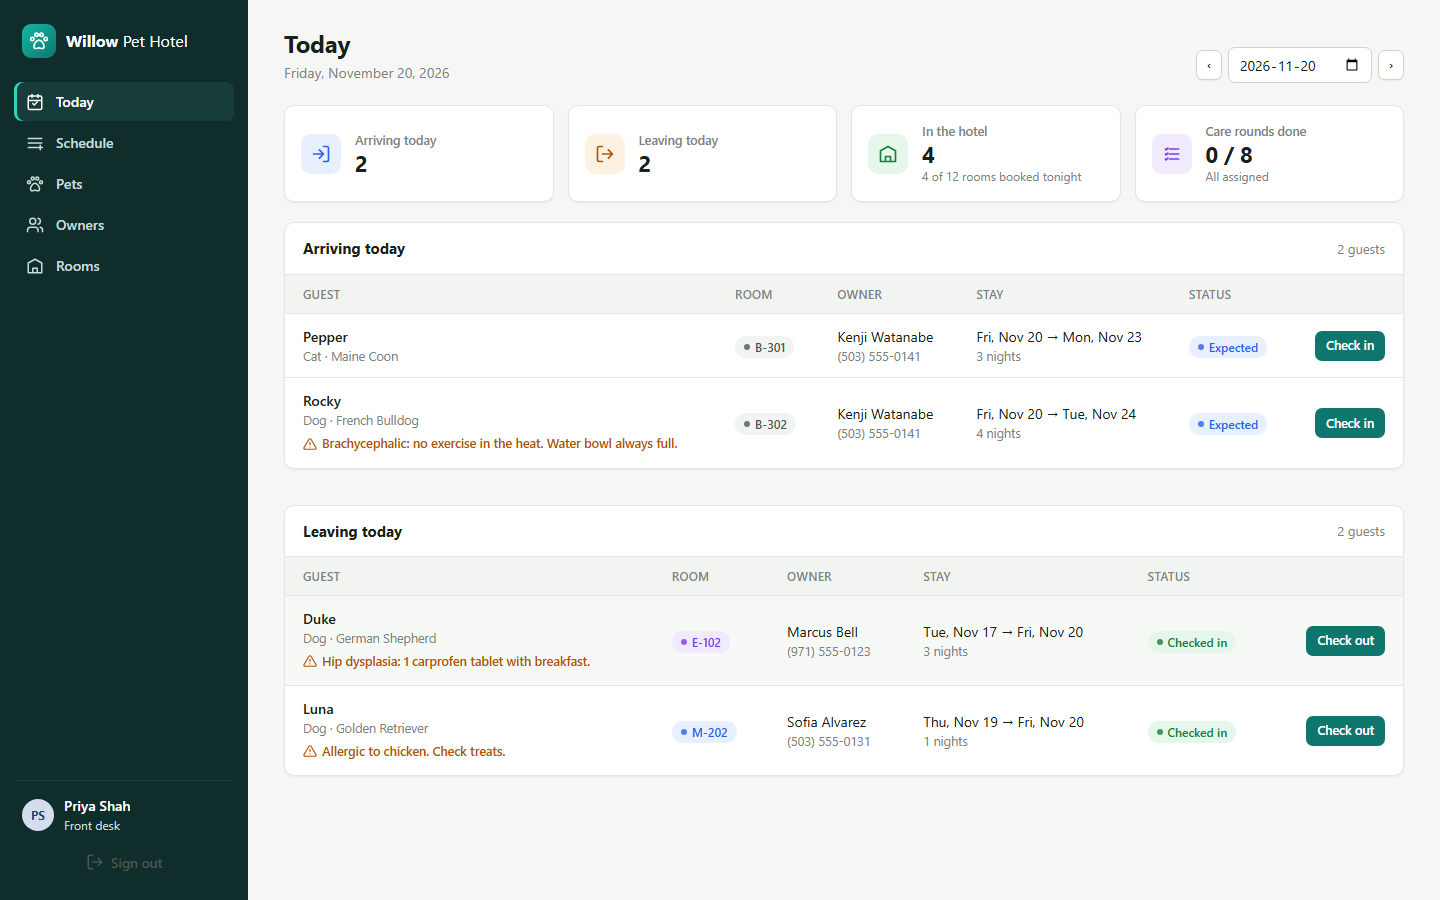 Willow Pet Hotel
Today
Schedule
Pets
Owners
Rooms
PS
Priya Shah
Front desk
Sign out
Today
Friday, November 20, 2026
‹
2026-11-20
›
Arriving today
2
Leaving today
2
In the hotel
4
4 of 12 rooms booked tonight
Care rounds done
0 / 8
All assigned
Arriving today
2 guests
GUEST ROOM OWNER STAY STATUS
Pepper
Cat · Maine Coon
B-301
Kenji Watanabe
(503) 555-0141
Fri, Nov 20 → Mon, Nov 23
3 nights
Expected
Check in
Rocky
Dog · French Bulldog
Brachycephalic: no exercise in the heat. Water bowl always full.
B-302
Kenji Watanabe
(503) 555-0141
Fri, Nov 20 → Tue, Nov 24
4 nights
Expected
Check in
Leaving today
2 guests
GUEST ROOM OWNER STAY STATUS
Duke
Dog · German Shepherd
Hip dysplasia: 1 carprofen tablet with breakfast.
E-102
Marcus Bell
(971) 555-0123
Tue, Nov 17 → Fri, Nov 20
3 nights
Checked in
Check out
Luna
Dog · Golden Retriever
Allergic to chicken. Check treats.
M-202
Sofia Alvarez
(503) 555-0131
Thu, Nov 19 → Fri, Nov 20
1 nights
Checked in
Check out